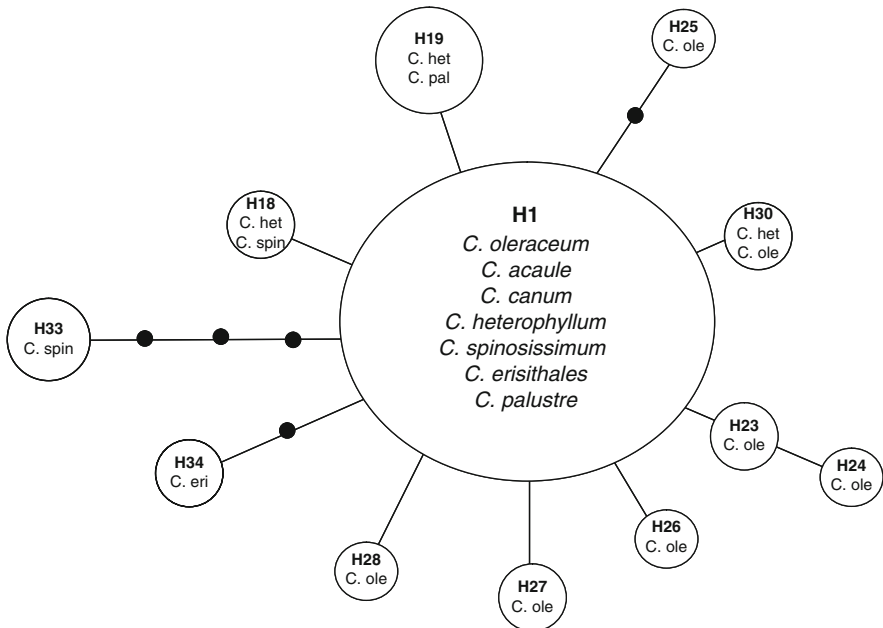 H19
C. het
C. pal
H25
C. ole
H18
C. het
C. spin
H1
C. oleraceum
C. acaule
C. canum
C. heterophyllum
C. spinosissimum
C. erisithales
C. palustre
H30
C. het
C. ole
H33
C. spin
H34
C. eri
H23
C. ole
H24
C. ole
H28
C. ole
H27
C. ole
H26
C. ole